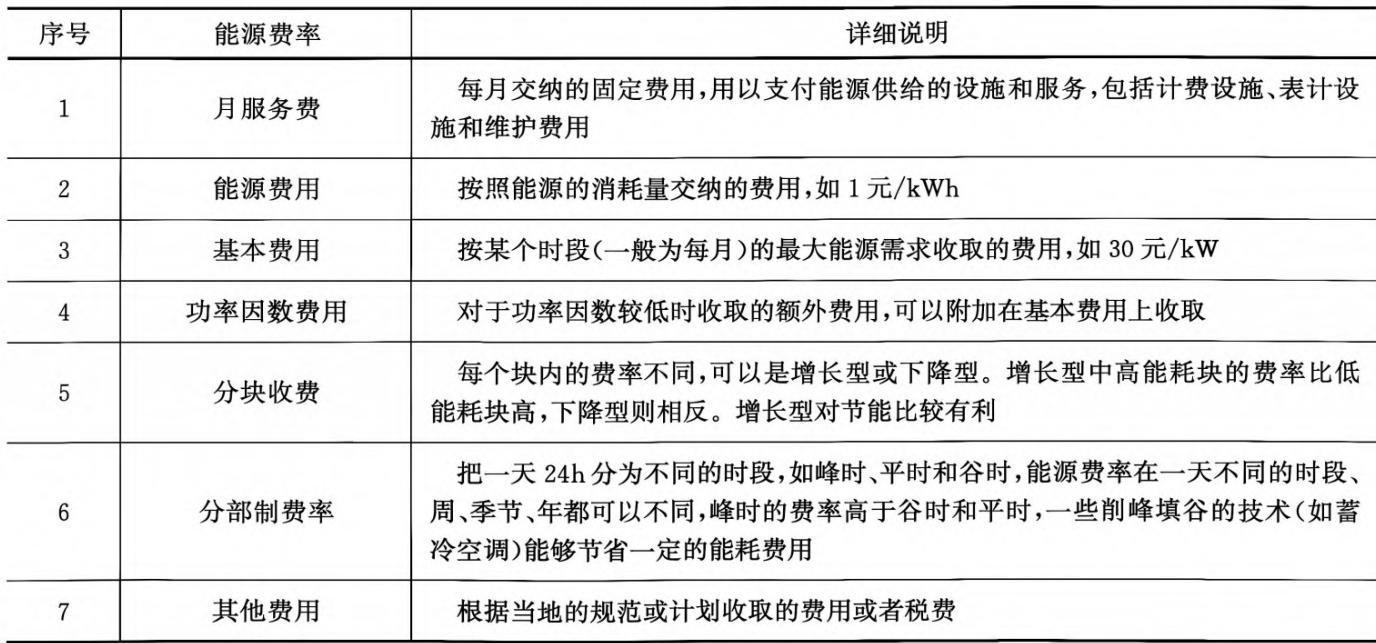 序号 能源费率 详细说明
1 月服务费 每月交纳的固定费用,用以支付能源供给的设施和服务,包括计费设施、表计设
施和维护费用
2 能源费用 按照能源的消耗量交纳的费用,如 1 元/kWh
3 基本费用 按某个时段(一般为每月)的最大能源需求收取的费用,如 30 元/kW
4 功率因数费用 对于功率因数较低时收取的额外费用,可以附加在基本费用上收取
5 分块收费 每个块内的费率不同,可以是增长型或下降型。增长型中高能耗块的费率比低
能耗块高,下降型则相反。增长型对节能比较有利
6 分部制费率 把一天 24h 分为不同的时段,如峰时、平时和谷时,能源费率在一天不同的时段、
周、季节、年都可以不同,峰时的费率高于谷时和平时,一些削峰填谷的技术(如蓄
冷空调)能够节省一定的能耗费用
7 其他费用 根据当地的规范或计划收取的费用或者税费